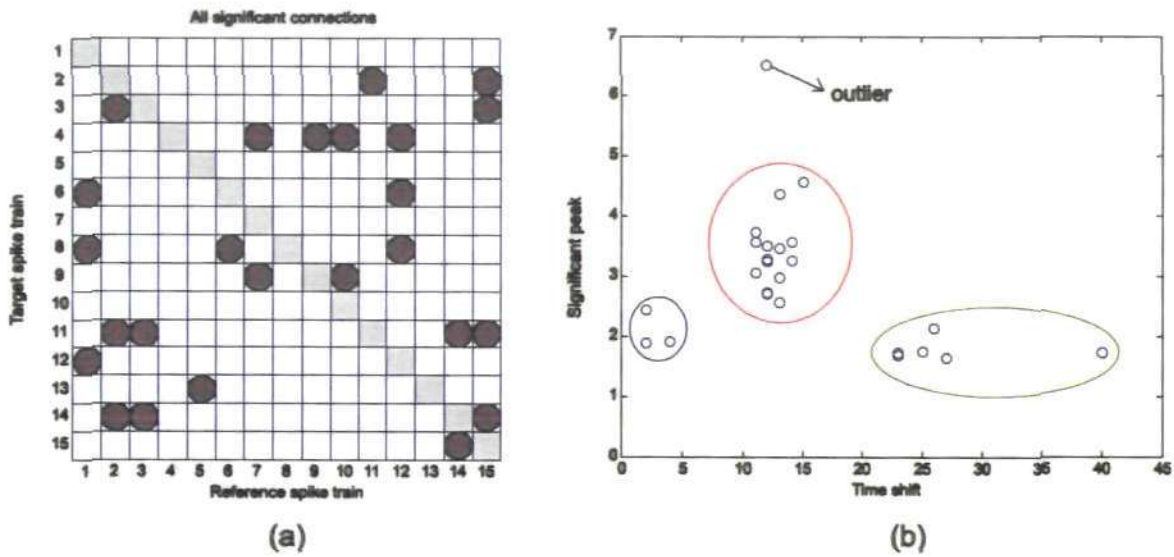 All significant connections
Target spike train
1
2
3
4
5
6
7
8
9
10
11
12
13
14
15
1 2 3 4 5 6 7 8 9 10 11 12 13 14 15
Reference spike train
(a)
Significant peak
7
6
5
4
3
2
1
0
outlier
0 5 10 15 20 25 30 35 40 45
Time shift
(b)